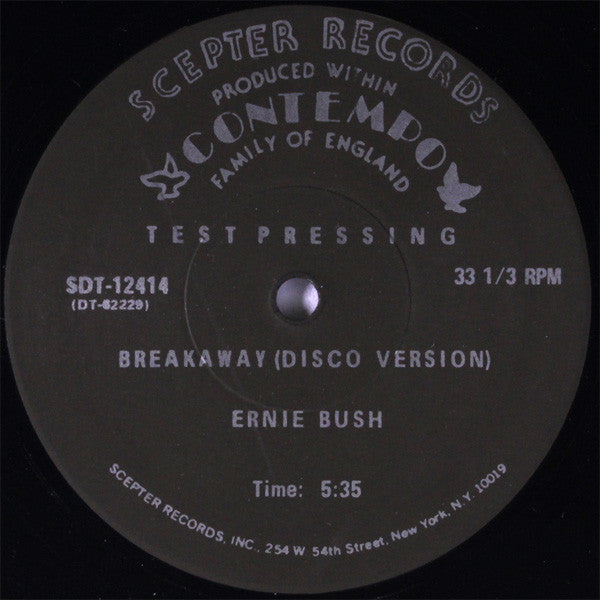 SCEPTER RECORDS
PRODUCED WITHIN
CONTEMPO
FAMILY OF ENGLAND
TEST PRESSING
SDT-12414
33 1/3 RPM
(DT-62229)
BREAKAWAY (DISCO VERSION)
ERNIE BUSH
Time: 5:35
SCEPTER RECORDS, INC., 254 W 54th Street, New York, N.Y. 10019